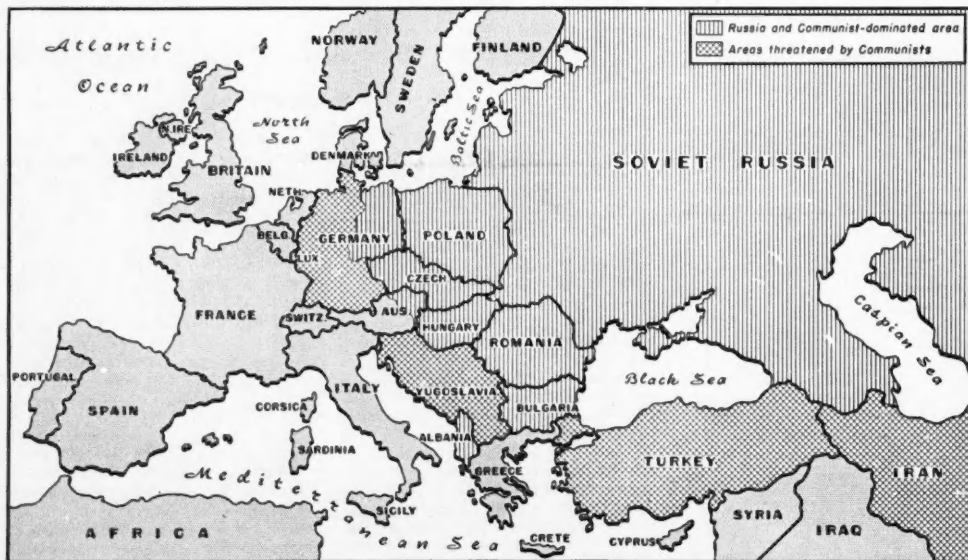 Russia and Communist-dominated area
Areas threatened by Communists
Atlantic
Ocean
NORWAY
SWEDEN
FINLAND
North
Sea
Baltic Sea
N.IRE.
IRELAND
BRITAIN
DENMARK
SOVIET RUSSIA
NETH.
BELG.
LUX
GERMANY
POLAND
CZECH
FRANCE
SWITZ.
AUS.
HUNGARY
ROMANIA
Caspian Sea
PORTUGAL
SPAIN
CORSICA
SARDINIA
ITALY
YUGOSLAVIA
BULGARIA
Black Sea
ALBANIA
GREECE
TURKEY
IRAN
Mediterranean Sea
SICILY
CRETE
CYPRUS
SYRIA
IRAQ
AFRICA